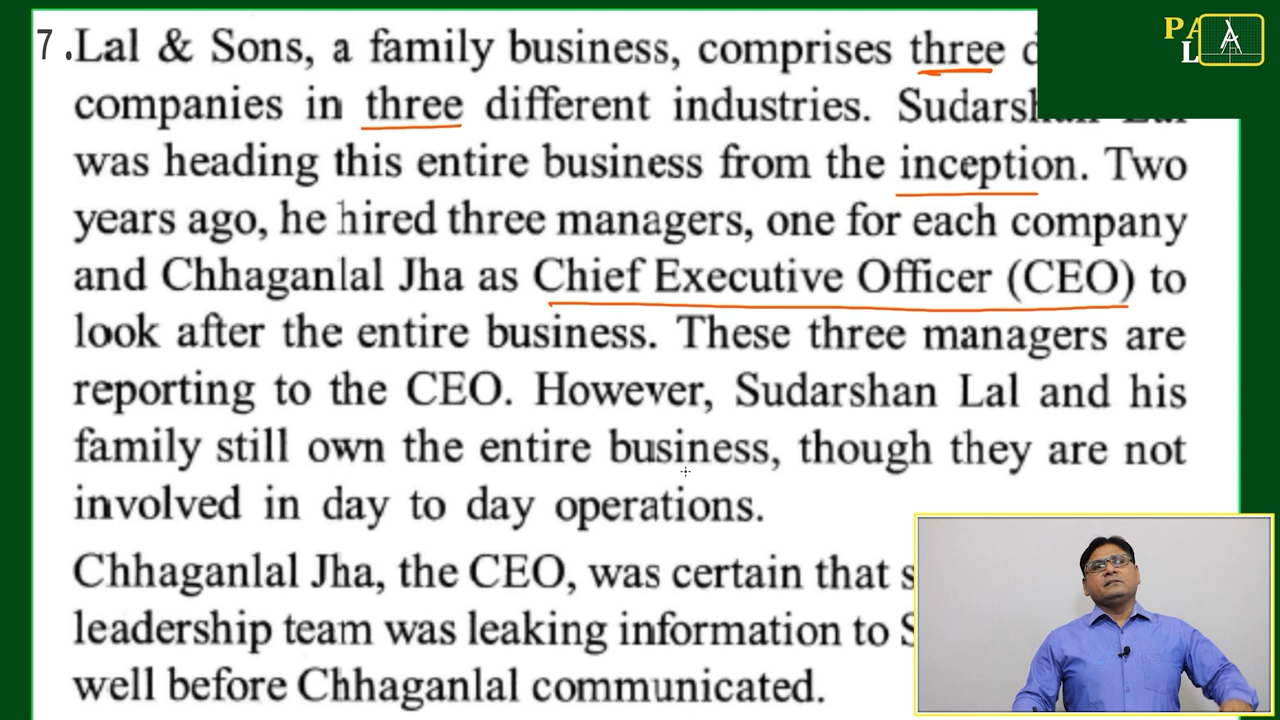 7.Lal & Sons, a family business, comprises three
companies in three different industries. Sudarshan Lal
was heading this entire business from the inception. Two
years ago, he hired three managers, one for each company
and Chhaganlal Jha as Chief Executive Officer (CEO) to
look after the entire business. These three managers are
reporting to the CEO. However, Sudarshan Lal and his
family still own the entire business, though they are not
involved in day to day operations.
Chhaganlal Jha, the CEO, was certain that
leadership team was leaking information to
well before Chhaganlal communicated.
PA
L